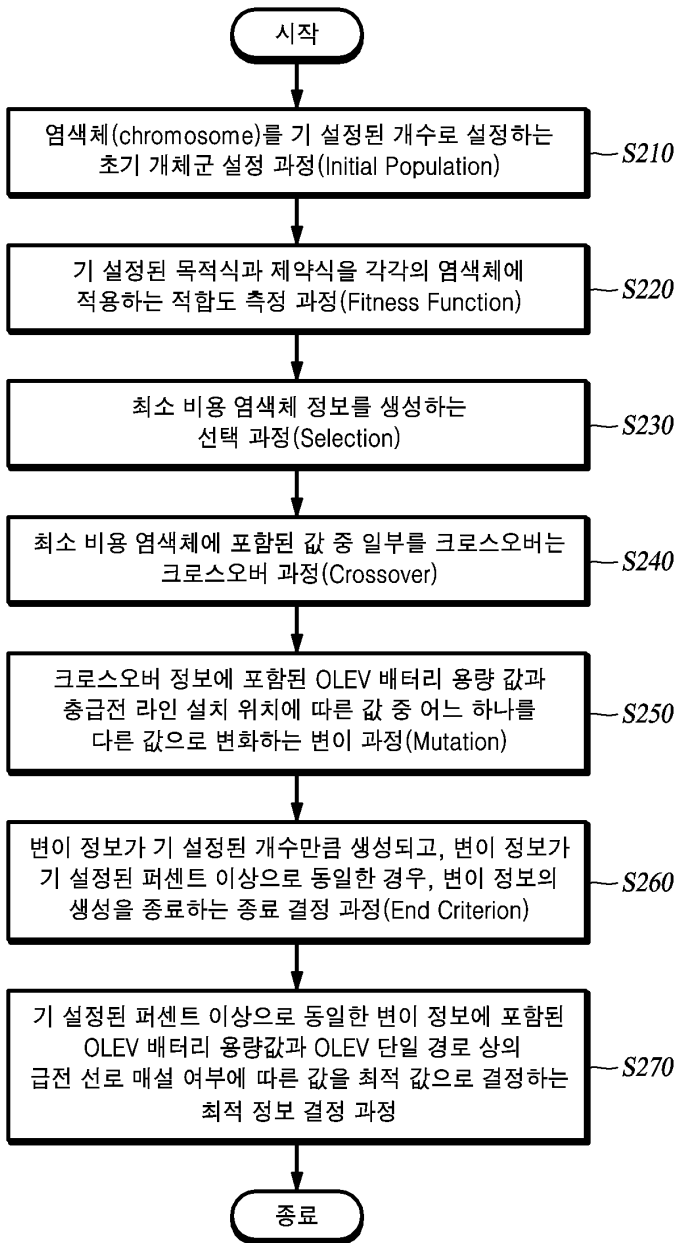 시작
염색체(chromosome)를 기 설정된 개수로 설정하는
초기 개체군 설정 과정(Initial Population)
S210
기 설정된 목적식과 제약식을 각각의 염색체에
적용하는 적합도 측정 과정(Fitness Function)
S220
최소 비용 염색체 정보를 생성하는
선택 과정(Selection)
S230
최소 비용 염색체에 포함된 값 중 일부를 크로스오버는
크로스오버 과정(Crossover)
S240
크로스오버 정보에 포함된 OLEV 배터리 용량 값과
충급전 라인 설치 위치에 따른 값 중 어느 하나를
다른 값으로 변화하는 변이 과정(Mutation)
S250
변이 정보가 기 설정된 개수만큼 생성되고, 변이 정보가
기 설정된 퍼센트 이상으로 동일한 경우, 변이 정보의
생성을 종료하는 종료 결정 과정(End Criterion)
S260
기 설정된 퍼센트 이상으로 동일한 변이 정보에 포함된
OLEV 배터리 용량값과 OLEV 단일 경로 상의
급전 선로 매설 여부에 따른 값을 최적 값으로 결정하는
최적 정보 결정 과정
S270
종료